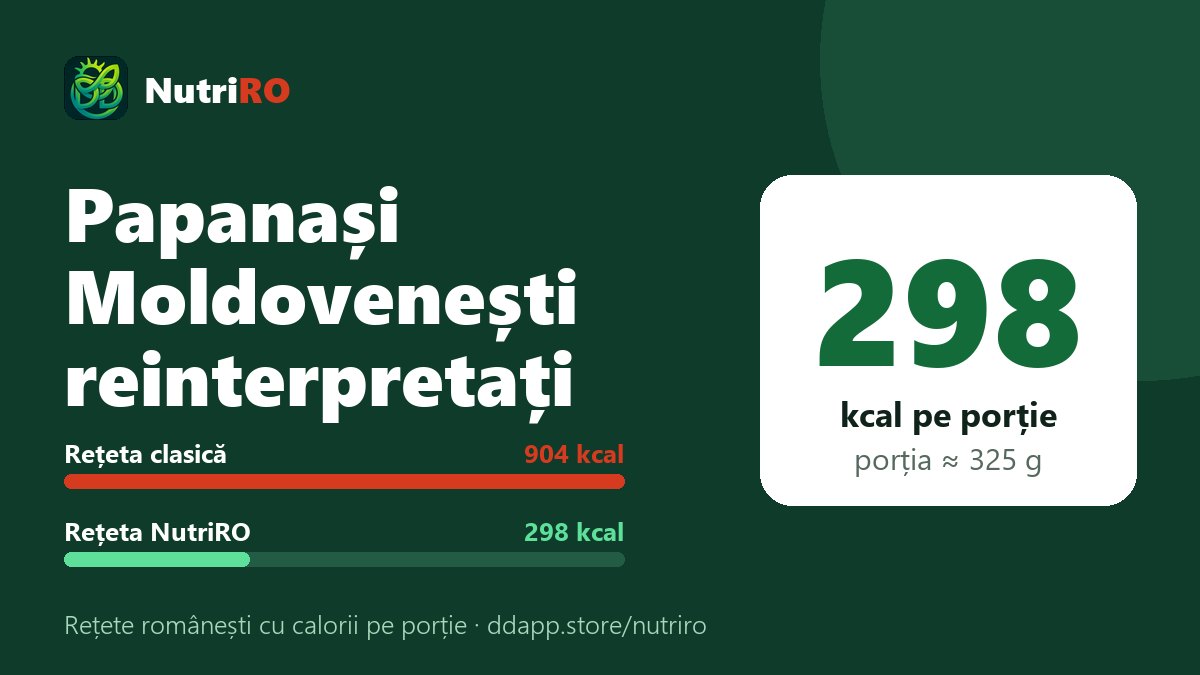 NutriRO
Papanași
Moldovenești
reinterpretați
Rețeta clasică 904 kcal
Rețeta NutriRO 298 kcal
298
kcal pe porție
porția ≈ 325 g
Rețete românești cu calorii pe porție · ddapp.store/nutriro